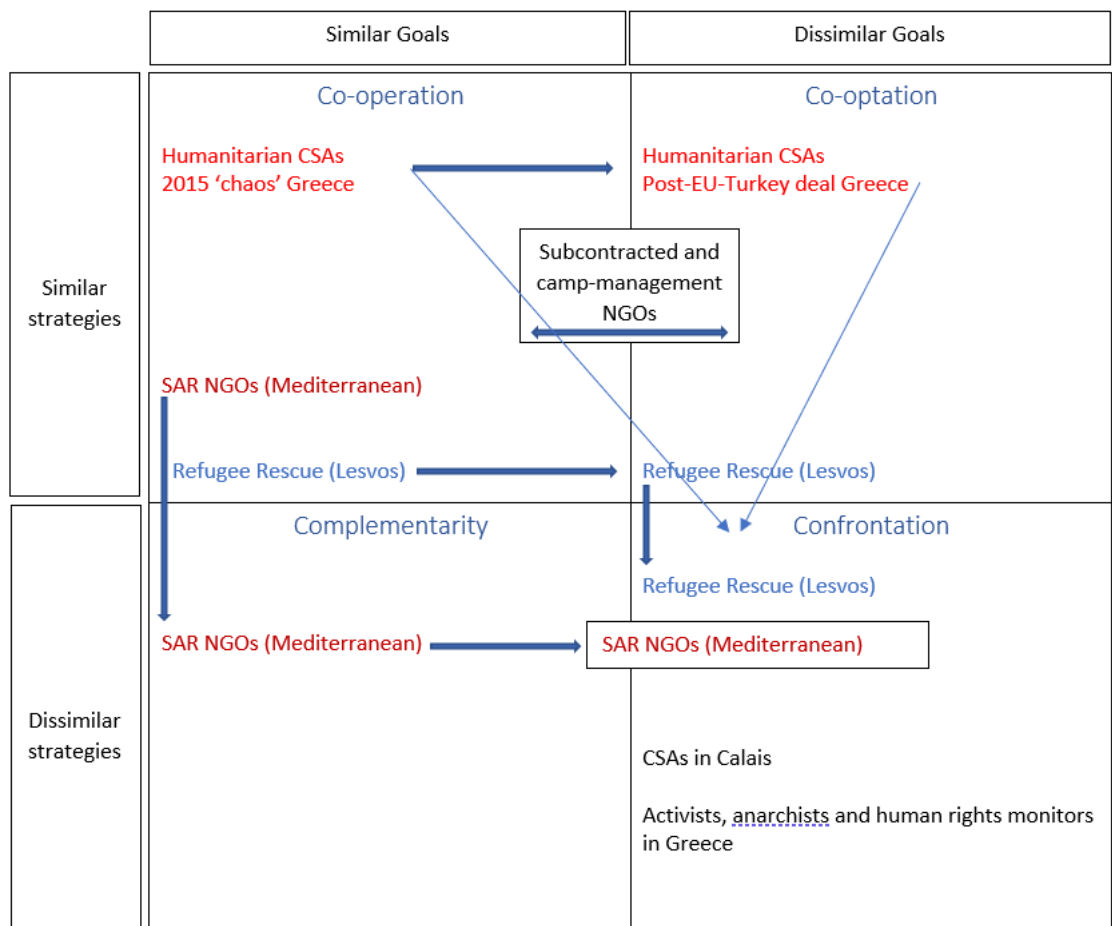 Similar Goals
Dissimilar Goals
Similar
strategies
Co-operation
Humanitarian CSAs
2015 ‘chaos’ Greece
Co-optation
Humanitarian CSAs
Post-EU-Turkey deal Greece
Subcontracted and
camp-management
NGOs
SAR NGOs (Mediterranean)
Refugee Rescue (Lesvos)
Refugee Rescue (Lesvos)
Dissimilar
strategies
Complementarity
SAR NGOs (Mediterranean)
Confrontation
Refugee Rescue (Lesvos)
SAR NGOs (Mediterranean)
CSAs in Calais
Activists, anarchists and human rights monitors
in Greece